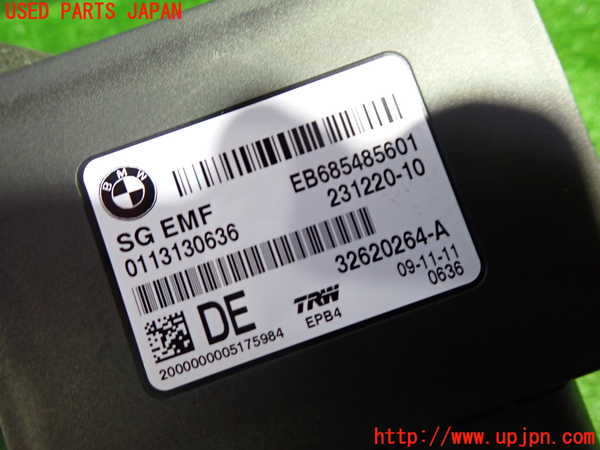 USED PARTS JAPAN
BMW
EB685485601
231220-10
SG EMF
0113130636
32620264-A
09-11-11
0636
DE
TRW
EPB4
2000000005175984
http://www.upjpn.com/